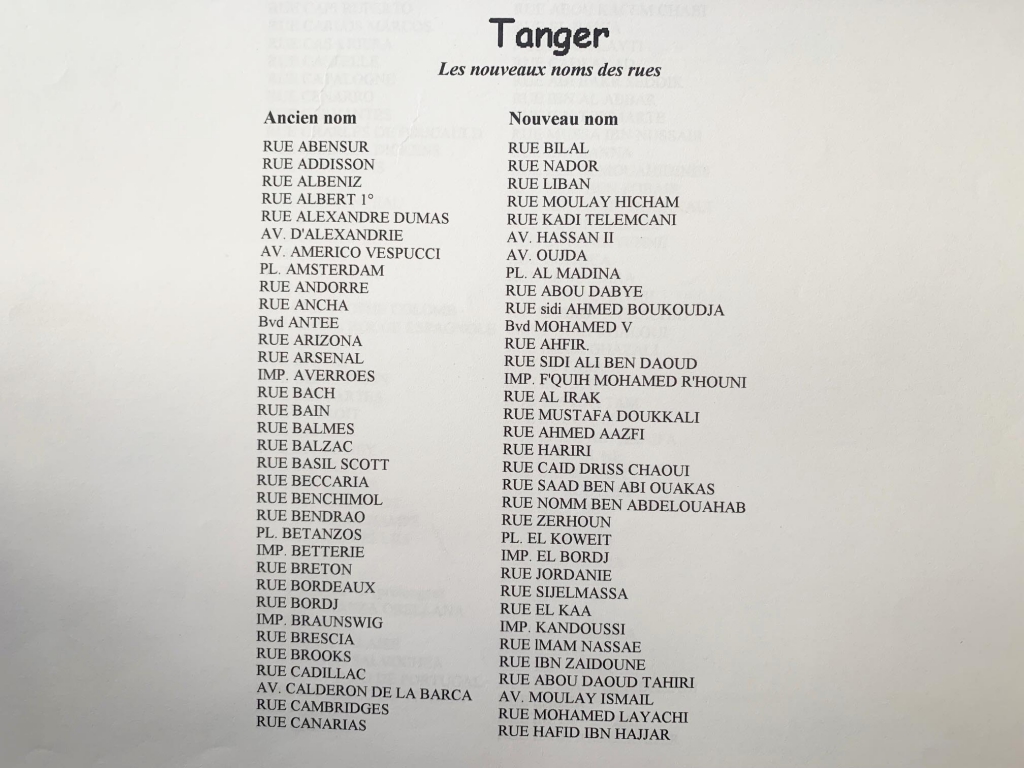 Tanger
Les nouveaux noms des rues
Ancien nom Nouveau nom
RUE ABENSUR RUE BILAL
RUE ADDISSON RUE NADOR
RUE ALBENIZ RUE LIBAN
RUE ALBERT 1° RUE MOULAY HICHAM
RUE ALEXANDRE DUMAS RUE KADI TELEMCANI
AV. D'ALEXANDRIE AV. HASSAN II
AV. AMERICO VESPUCCI AV. OUJDA
PL. AMSTERDAM PL. AL MADINA
RUE ANDORRE RUE ABOU DABYE
RUE ANCHA RUE sidi AHMED BOUKOUDJA
Bvd ANTEE Bvd MOHAMED V
RUE ARIZONA RUE AHFIR.
RUE ARSENAL RUE SIDI ALI BEN DAOUD
IMP. AVERROES IMP. F'QUIH MOHAMED R'HOUNI
RUE BACH RUE AL IRAK
RUE BAIN RUE MUSTAFA DOUKKALI
RUE BALMES RUE AHMED AAZFI
RUE BALZAC RUE HARIRI
RUE BASIL SCOTT RUE CAID DRISS CHAOUI
RUE BECCARIA RUE SAAD BEN ABI OUAKAS
RUE BENCHIMOL RUE NOMM BEN ABDELOUAHAB
RUE BENDRAO RUE ZERHOUN
PL. BETANZOS PL. EL KOWEIT
IMP. BETTERIE IMP. EL BORDJ
RUE BRETON RUE JORDANIE
RUE BORDEAUX RUE SIJELMASSA
RUE BORDJ RUE EL KAA
IMP. BRAUNSWIG IMP. KANDOUSSI
RUE BRESCIA RUE IMAM NASSAE
RUE BROOKS RUE IBN ZAIDOUNE
RUE CADILLAC RUE ABOU DAOUD TAHIRI
AV. CALDERON DE LA BARCA AV. MOULAY ISMAIL
RUE CAMBRIDGES RUE MOHAMED LAYACHI
RUE CANARIAS RUE HAFID IBN HAJJAR